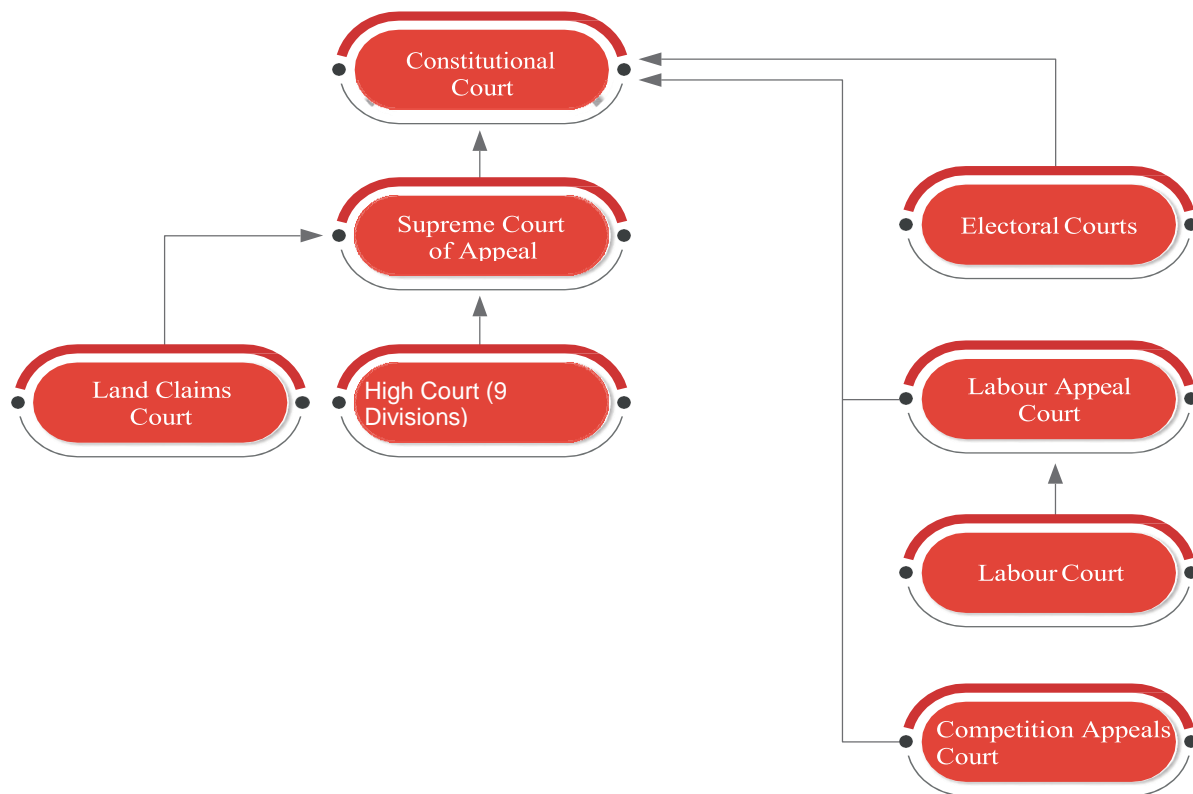 Constitutional
Court
Supreme Court
of Appeal
Electoral Courts
Land Claims
Court
High Court (9
Divisions)
Labour Appeal
Court
Labour Court
Competition Appeals
Court